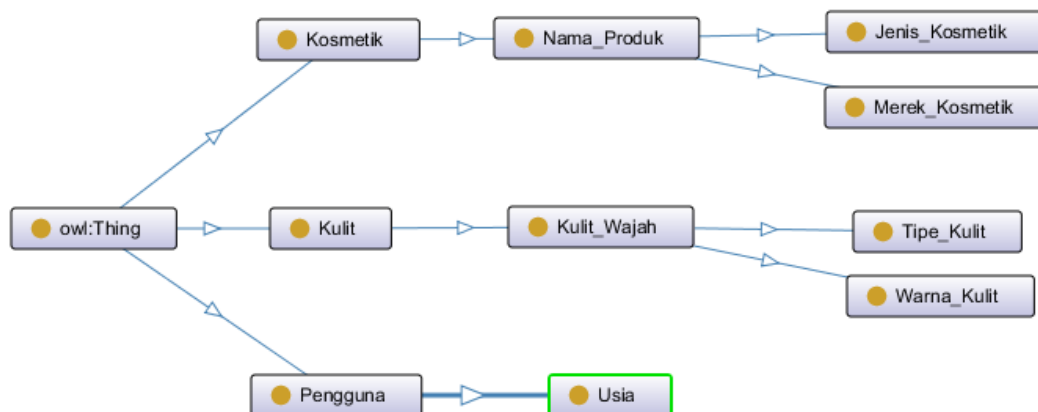 Kosmetik
Nama_Produk
Jenis_Kosmetik
Merek_Kosmetik
owl:Thing
Kulit
Kulit_Wajah
Tipe_Kulit
Warna_Kulit
Pengguna
Usia